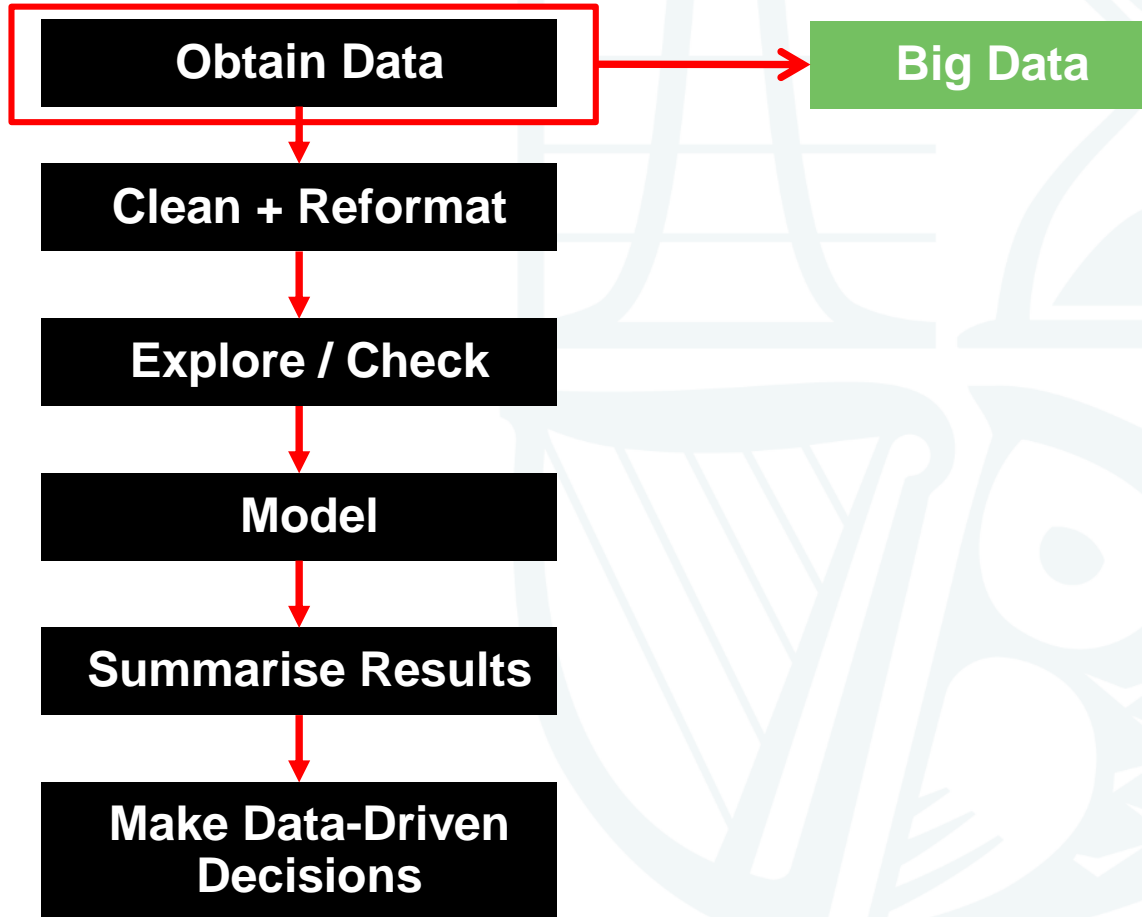 Obtain Data
Big Data
Clean + Reformat
Explore / Check
Model
Summarise Results
Make Data-Driven
Decisions